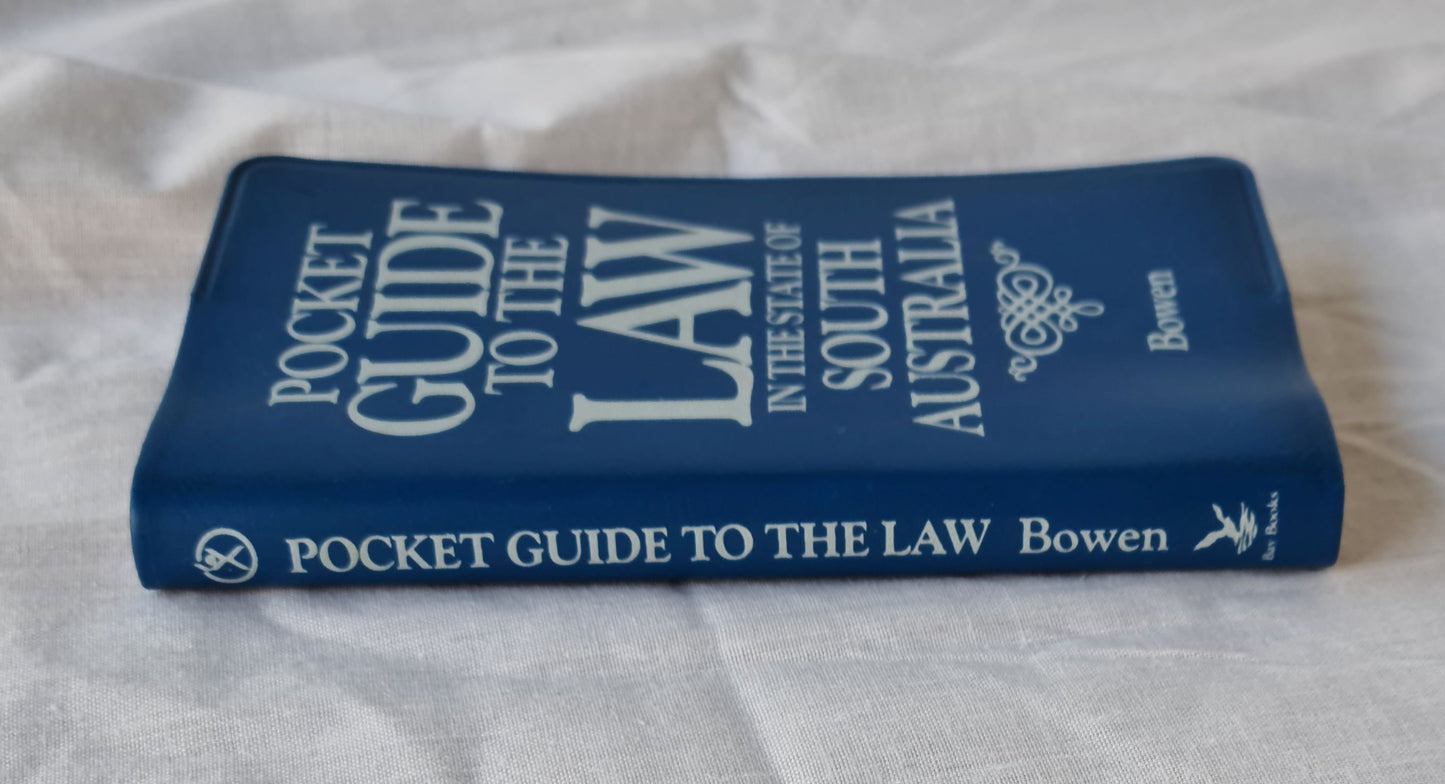 POCKET
GUIDE
TO THE
LAW
IN THE STATE OF
SOUTH
AUSTRALIA
Bowen
POCKET GUIDE TO THE LAW Bowen
Bay Books